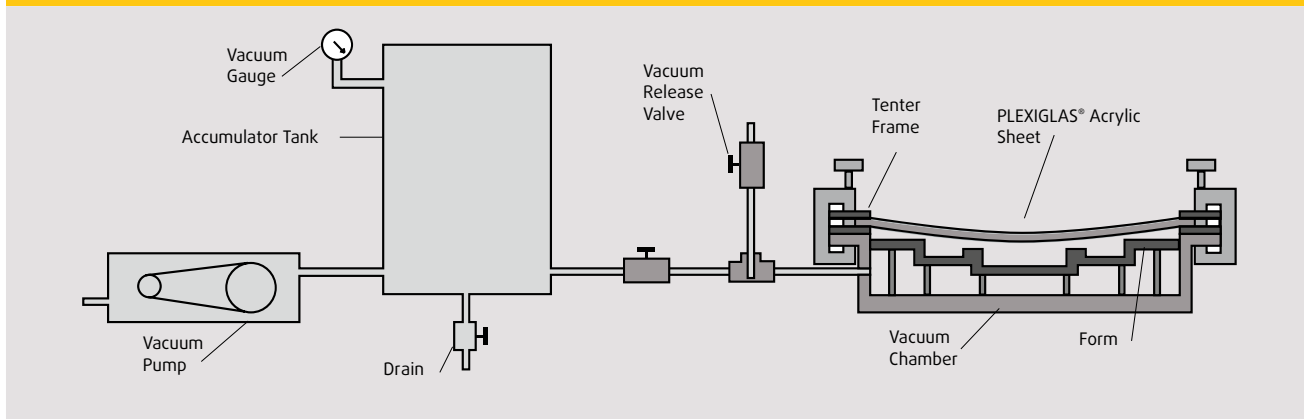 Vacuum
Gauge
Accumulator Tank
Vacuum
Release
Valve
Tenter
Frame
PLEXIGLAS® Acrylic
Sheet
Vacuum
Pump
Drain
Vacuum
Chamber
Form